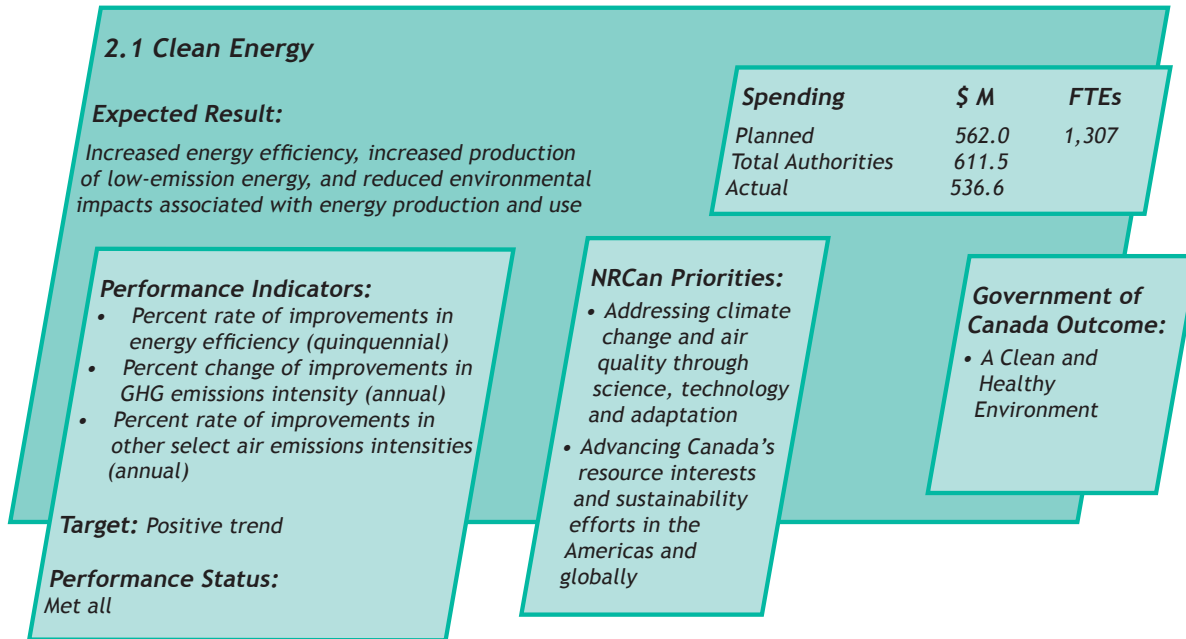 2.1 Clean Energy
Expected Result:
Increased energy efficiency, increased production
of low-emission energy, and reduced environmental
impacts associated with energy production and use
Spending $ M FTEs
Planned 562.0 1,307
Total Authorities 611.5
Actual 536.6
Performance Indicators:
• Percent rate of improvements in
energy efficiency (quinquennial)
• Percent change of improvements in
GHG emissions intensity (annual)
• Percent rate of improvements in
other select air emissions intensities
(annual)
Target: Positive trend
Performance Status:
Met all
NRCan Priorities:
• Addressing climate
change and air
quality through
science, technology
and adaptation
• Advancing Canada’s
resource interests
and sustainability
efforts in the
Americas and
globally
Government of
Canada Outcome:
• A Clean and
Healthy
Environment